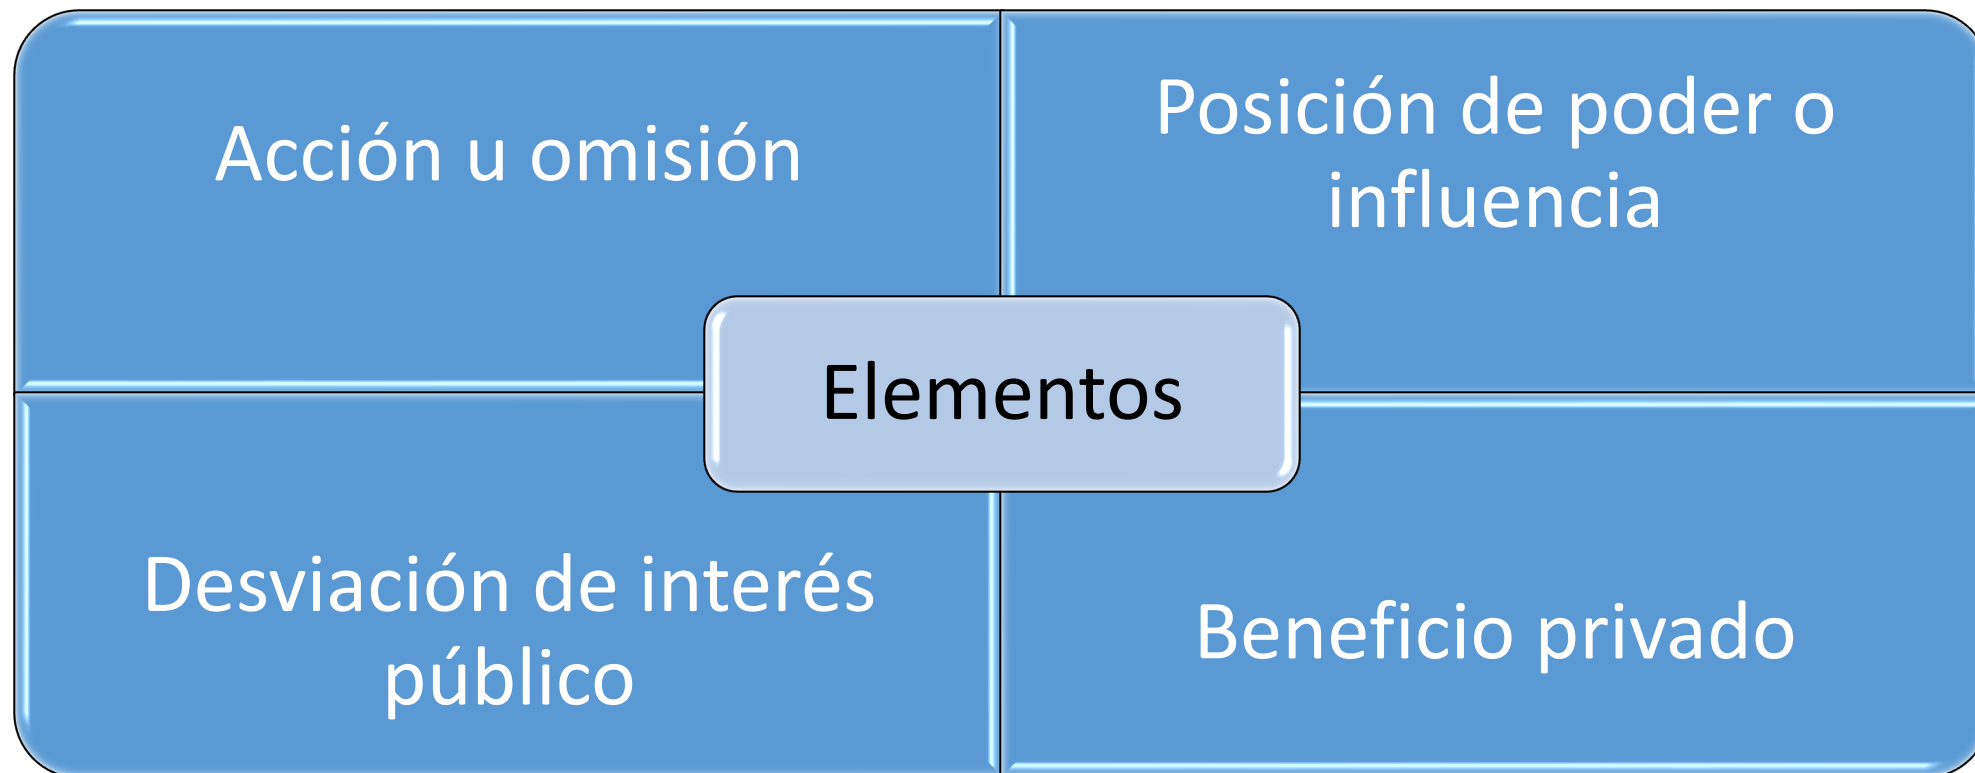 Acción u omisión
Posición de poder o
influencia
Elementos
Desviación de interés
público
Beneficio privado